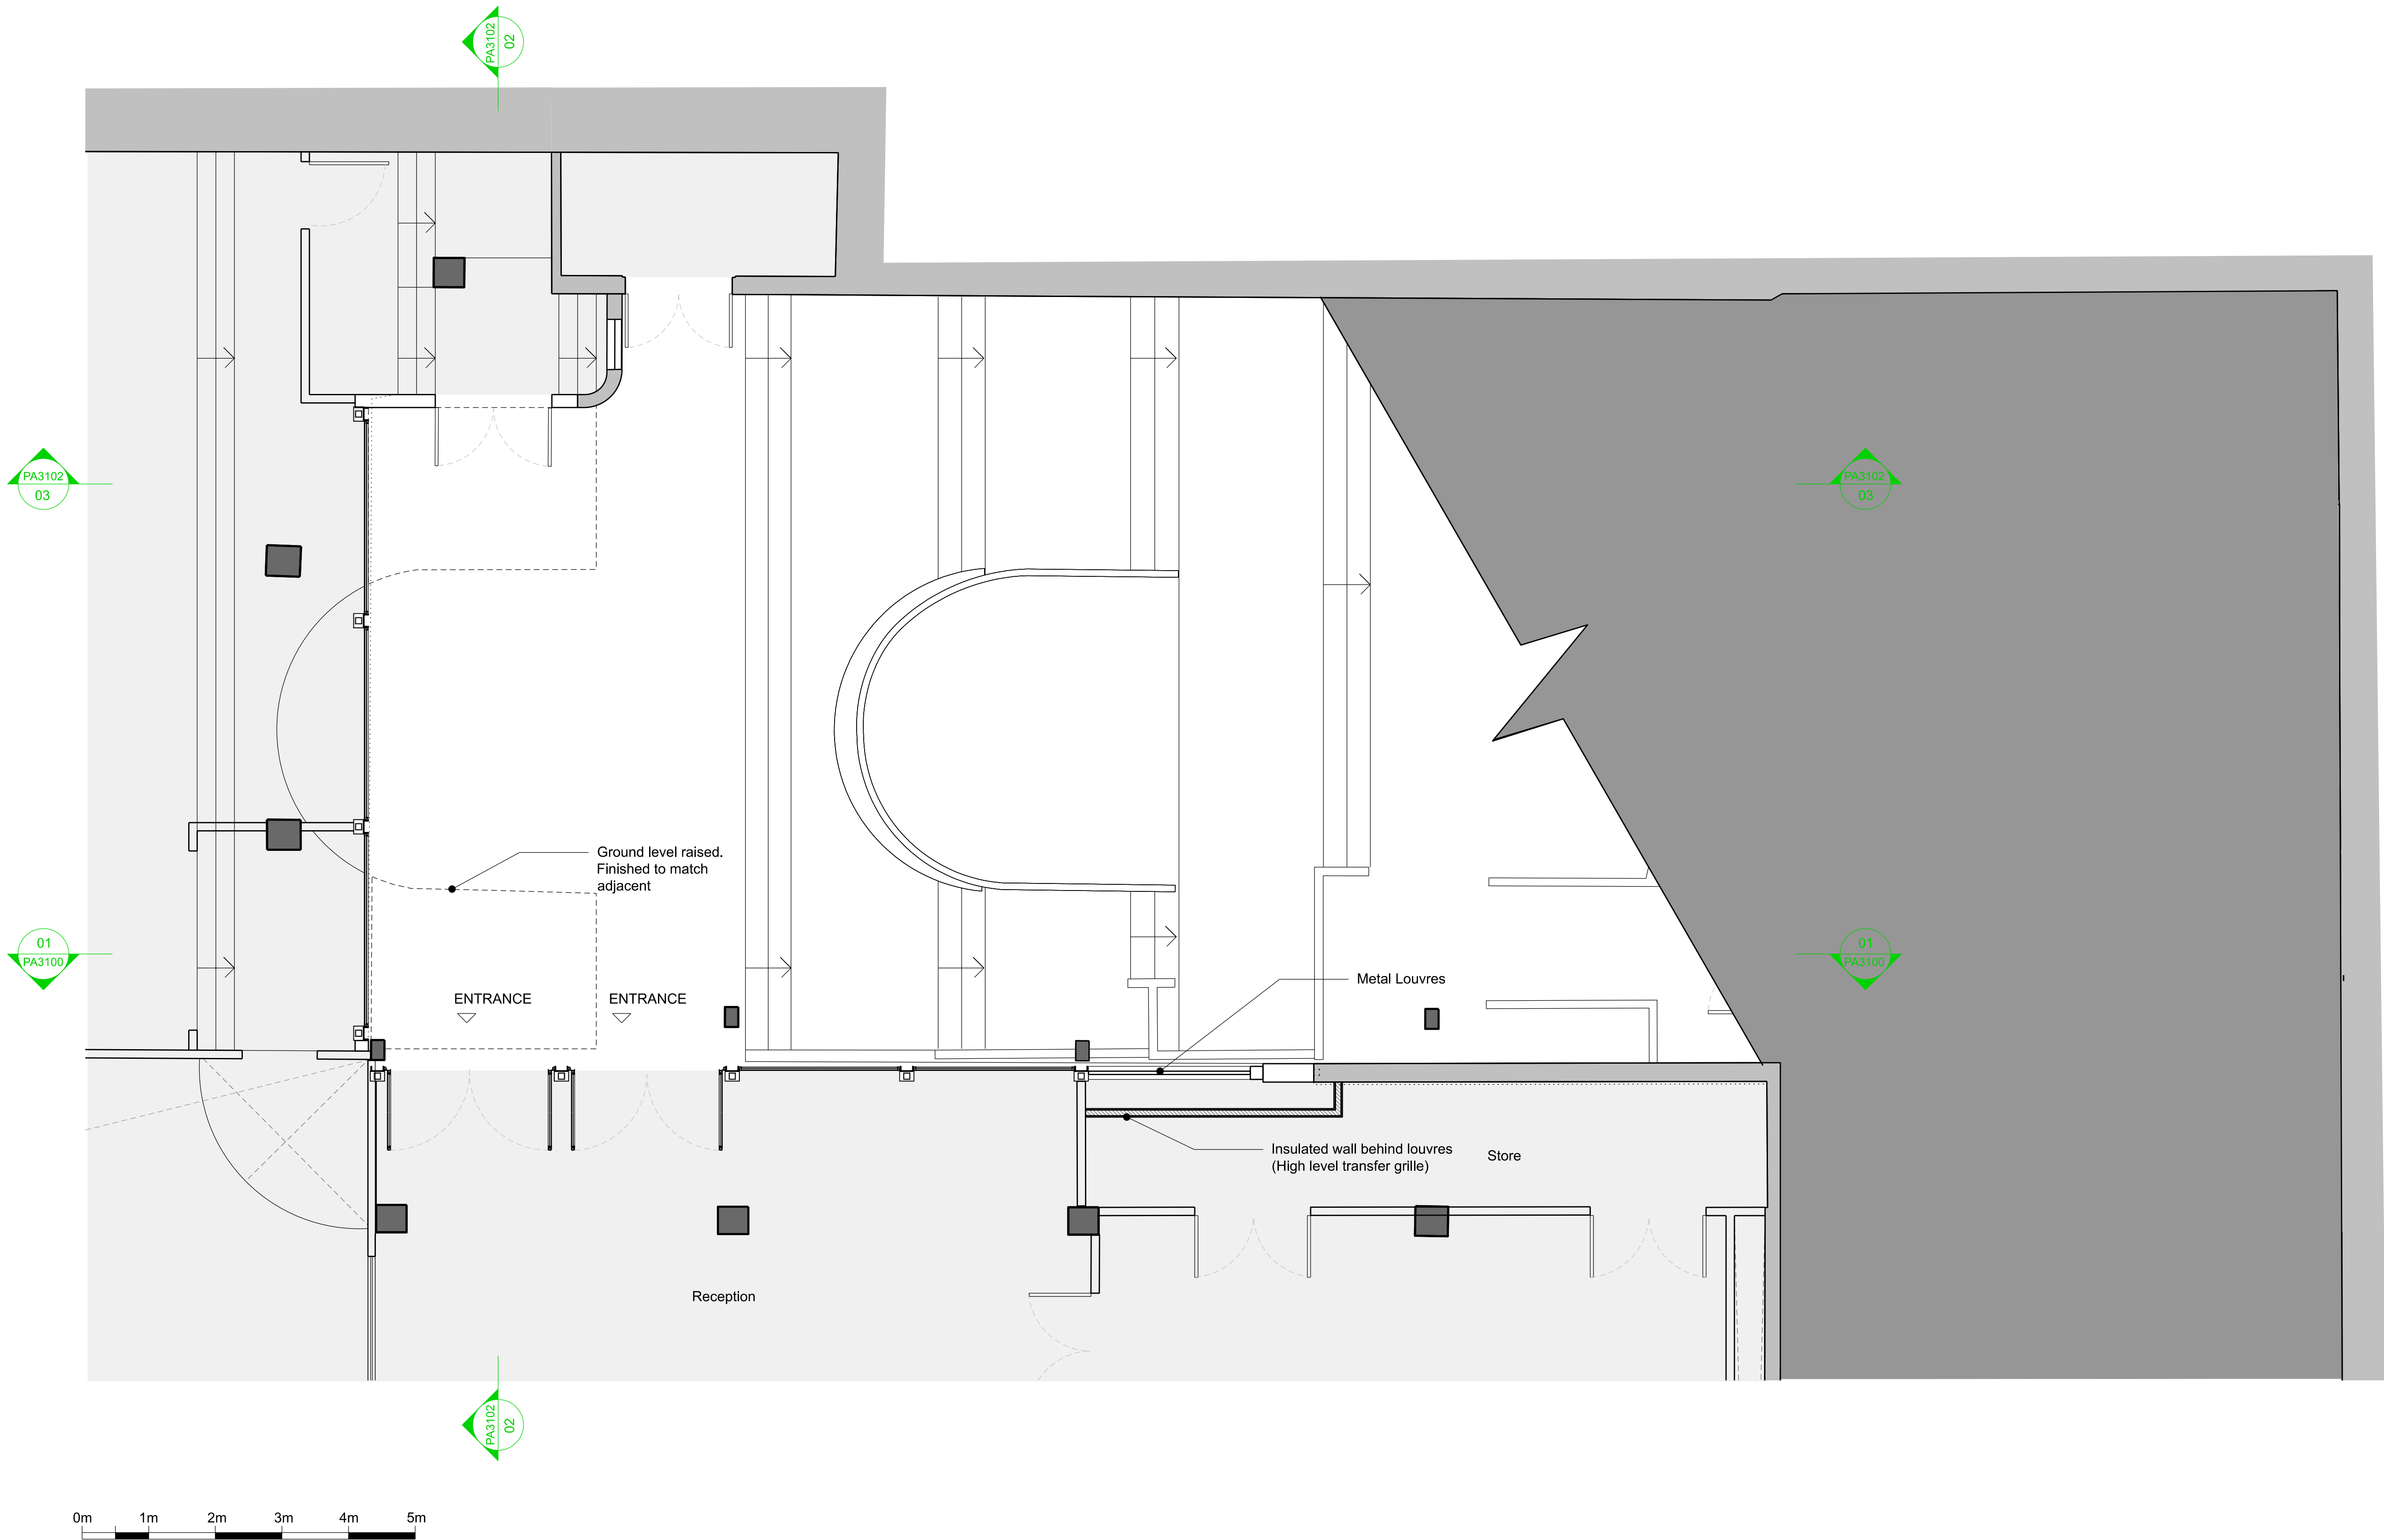 PA3102
02
PA3102
03
PA3102
03
Ground level raised.
Finished to match
adjacent
01
PA3100
01
PA3100
Metal Louvres
ENTRANCE
ENTRANCE
Insulated wall behind louvres
(High level transfer grille)
Store
Reception
PA3102
02
0m 1m 2m 3m 4m 5m